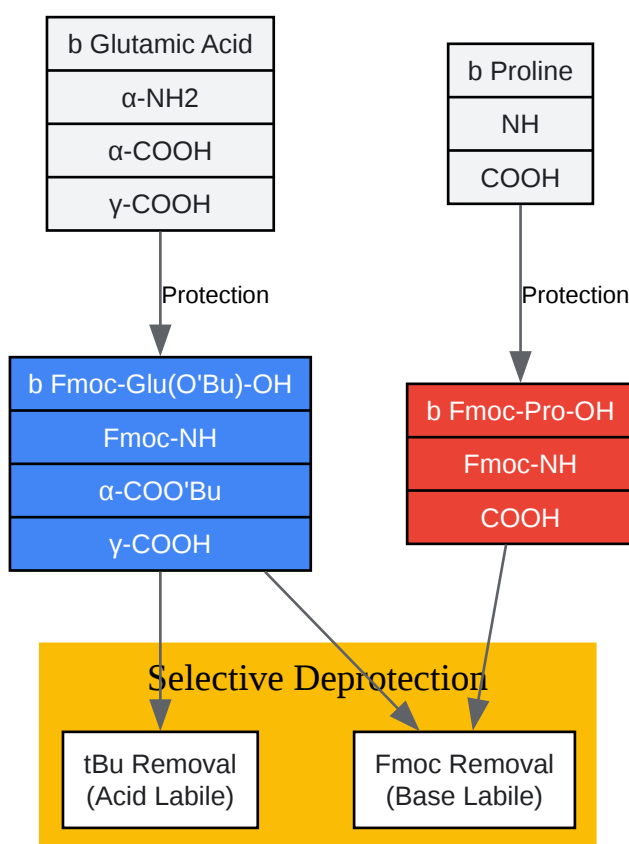 b Glutamic Acid
α-NH2
α-COOH
γ-COOH
b Proline
NH
COOH
Protection
Protection
b Fmoc-Glu(O'Bu)-OH
Fmoc-NH
α-COO'Bu
γ-COOH
b Fmoc-Pro-OH
Fmoc-NH
COOH
Selective Deprotection
tBu Removal
(Acid Labile)
Fmoc Removal
(Base Labile)